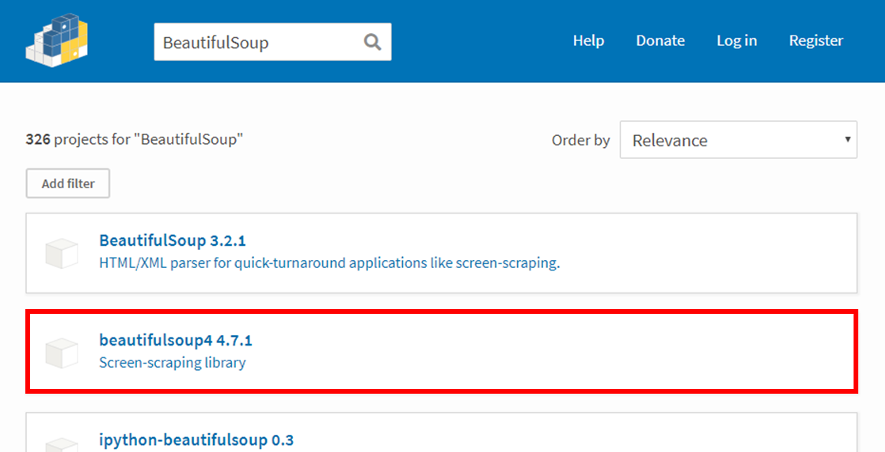 BeautifulSoup
Help Donate Log in Register
326 projects for "BeautifulSoup"
Order by Relevance
Add filter
BeautifulSoup 3.2.1
HTML/XML parser for quick-turnaround applications like screen-scraping.
beautifulsoup4 4.7.1
Screen-scraping library
ipython-beautifulsoup 0.3